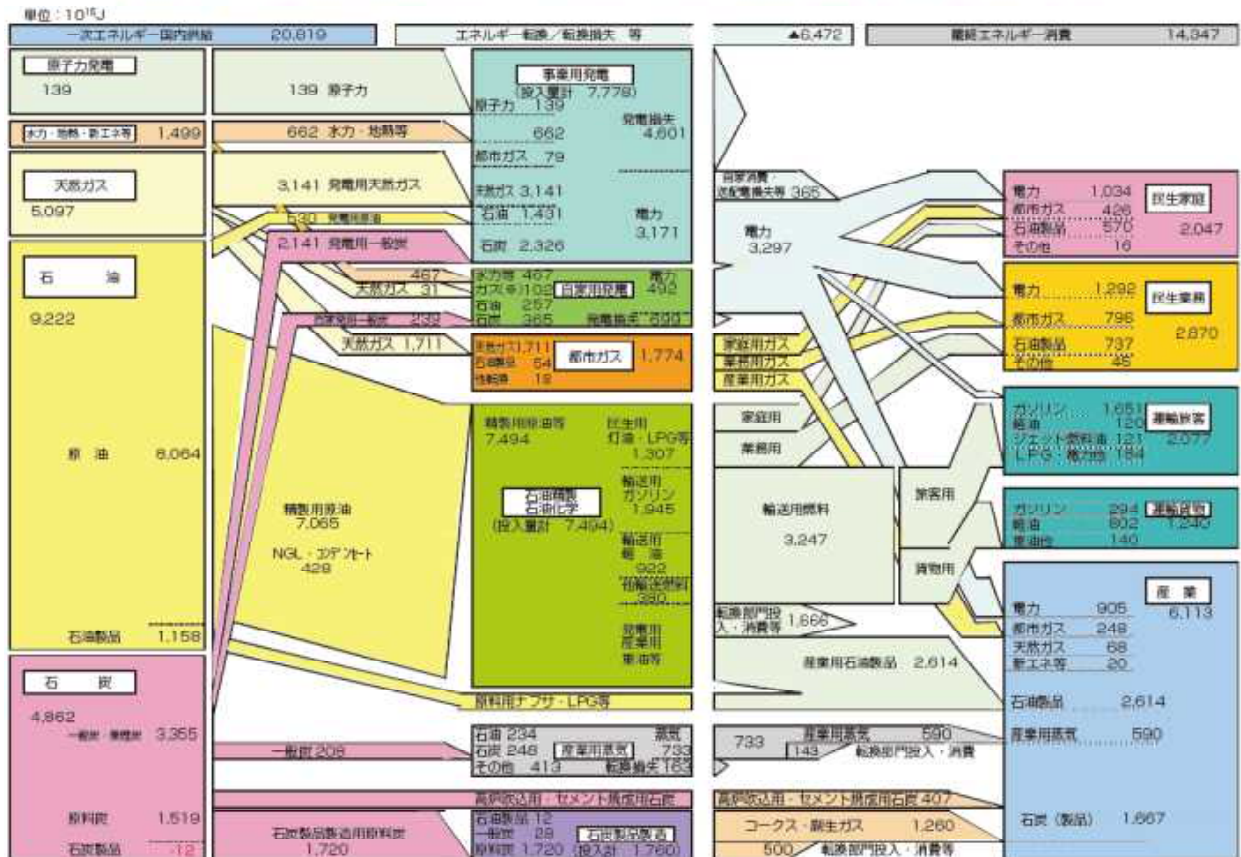 単位：10¹⁵J
一次エネルギー国内供給 20,819
エネルギー転換／転換損失 等 ▲6,472
最終エネルギー消費 14,347
原子力発電
139
139 原子力
水力・地熱・新エネ等 1,499
662 水力・地熱等
天然ガス
5,097
3,141 発電用天然ガス
530 発電用原油
2,141 発電用一般炭
石 油
9,222
467
天然ガス 31
自家発用一般炭 239
天然ガス 1,711
原 油 8,064
精製用原油
7,065
NGL・コンデンセート
428
石油製品 1,158
石 炭
4,862
一般炭・無煙炭 3,355
一般炭 208
原料炭 1,519
石炭製品 -12
石炭製品製造用原料炭
1,720
事業用発電
(投入量計 7,778)
原子力 139
発電損失
4,601
662
都市ガス 79
天然ガス 3,141
石油 1,431
電力
3,171
石炭 2,326
水力等 467
電力
492
ガス(※)102
自家用発電
石油 257
石炭 365
発電損失 699
天然ガス1,711
石油製品 54
他転換 18
都市ガス 1,774
精製用原油等
7,494
民生用
灯油・LPG等
1,307
輸送用
ガソリン
1,945
石油精製
石油化学
(投入量計 7,494)
輸送用
軽 油
922
他輸送燃料
380
発電用
産業用
重油等
原料用ナフサ・LPG等
石油 234
蒸気
733
石炭 248
産業用蒸気
その他 413
転換損失 163
高炉吹込用・セメント焼成用石炭
石油製品 12
一般炭 29
原料炭 1,720
石炭製品製造
(投入計 1,760)
自家消費・
送配電損失等 365
電力
3,297
家庭用ガス
業務用ガス
産業用ガス
家庭用
業務用
輸送用燃料
3,247
旅客用
貨物用
転換部門投
入・消費等 1,666
産業用石油製品 2,614
733
産業用蒸気 590
143 転換部門投入・消費
高炉吹込用・セメント焼成用石炭 407
コークス・副生ガス 1,260
500 転換部門投入・消費等
電力 1,034
都市ガス 426
石油製品 570
その他 16
民生家庭
2,047
電力 1,292
都市ガス 796
石油製品 737
その他 45
民生業務
2,870
ガソリン 1,651
軽油 120
ジェット燃料油 121
LPG・電力他 184
運輸旅客
2,077
ガソリン 294
軽油 802
重油他 140
運輸貨物
1,240
産 業
6,113
電力 905
都市ガス 248
天然ガス 68
新エネ等 20
石油製品 2,614
産業用蒸気 590
石炭（製品） 1,667